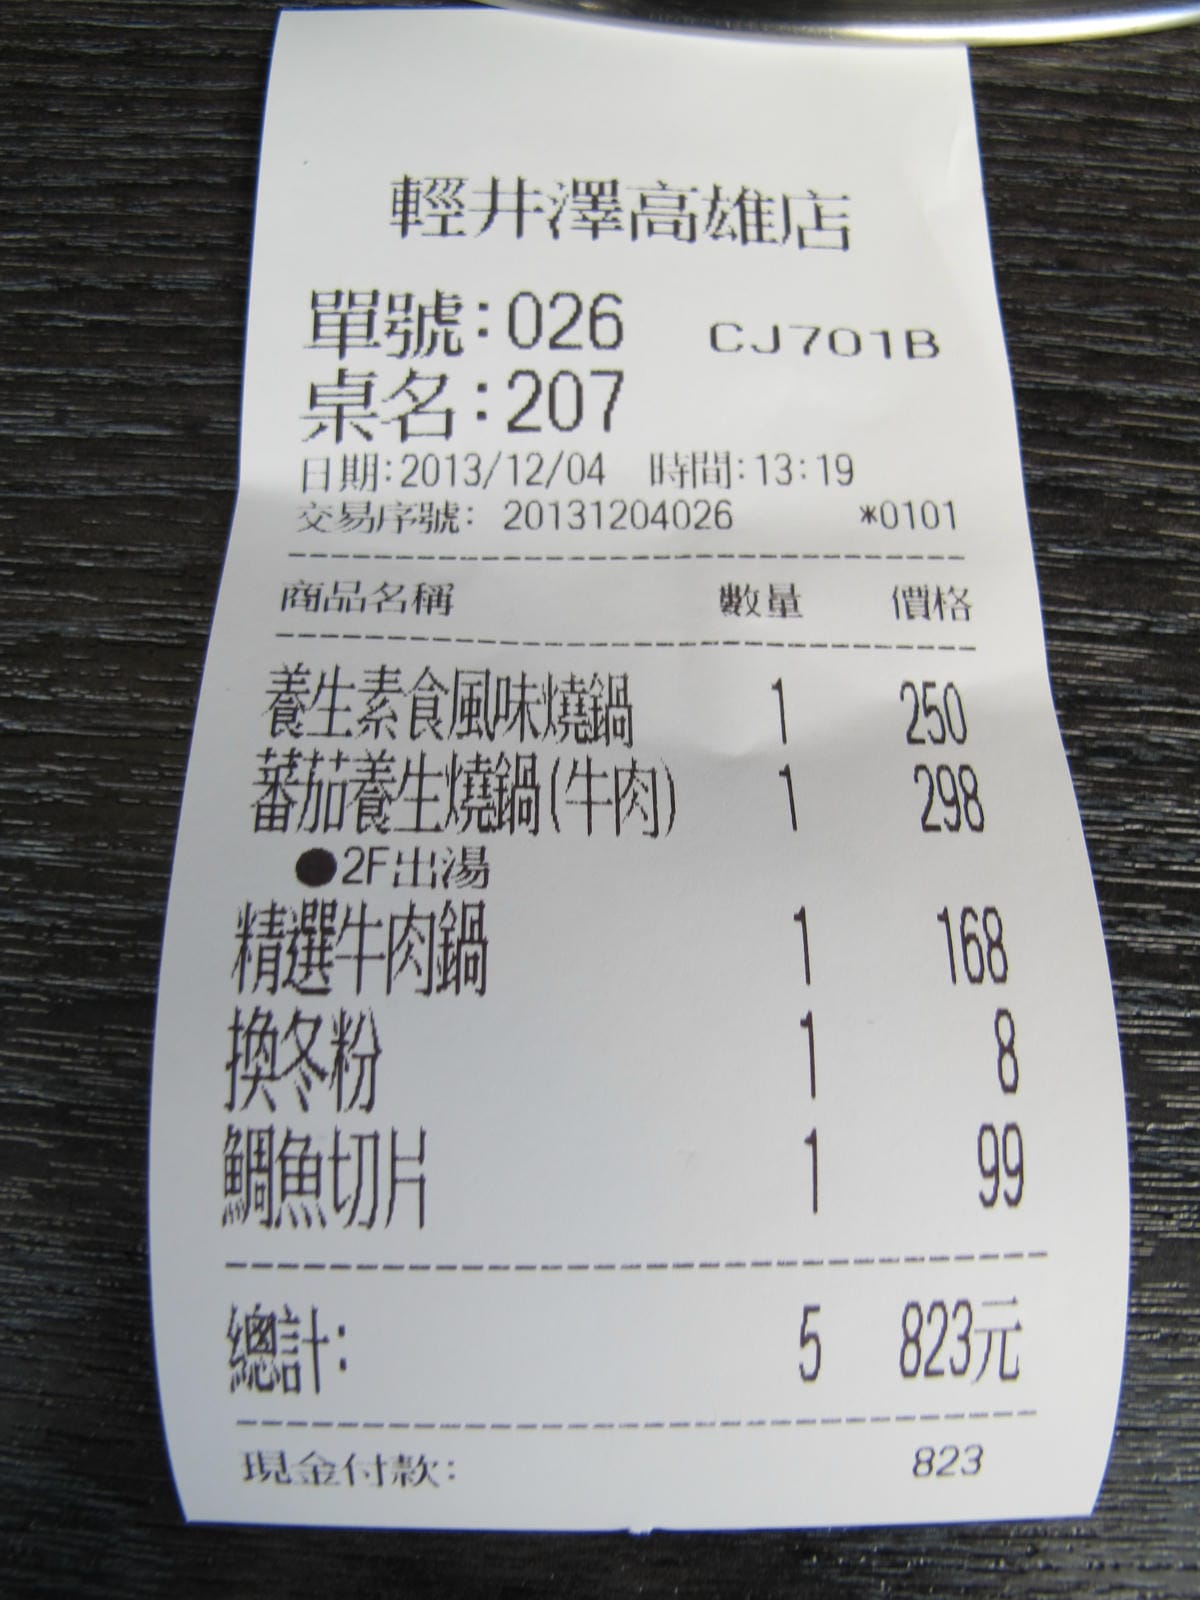 輕井澤高雄店
單號:026 CJ701B
桌名:207
日期:2013/12/04 時間:13:19
交易序號: 20131204026 *0101
商品名稱 數量 價格
養生素食風味燒鍋 1 250
蕃茄養生燒鍋(牛肉) 1 298
●2F出湯
精選牛肉鍋 1 168
換冬粉 1 8
鯛魚切片 1 99
總計: 5 823元
現金付款: 823